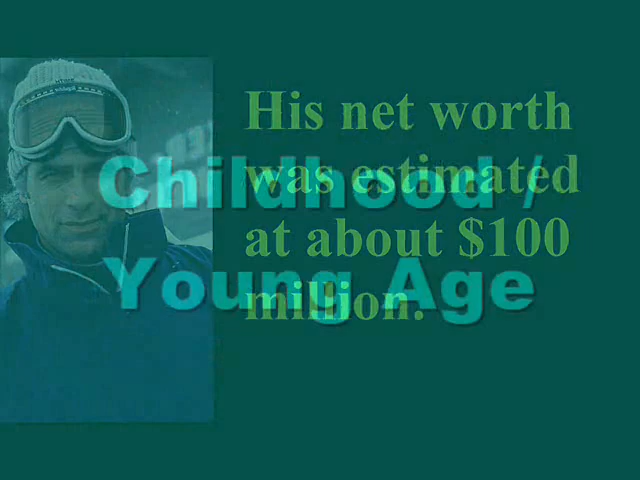 His net worth
was estimated
at about $100
million.
Childhood /
Young Age